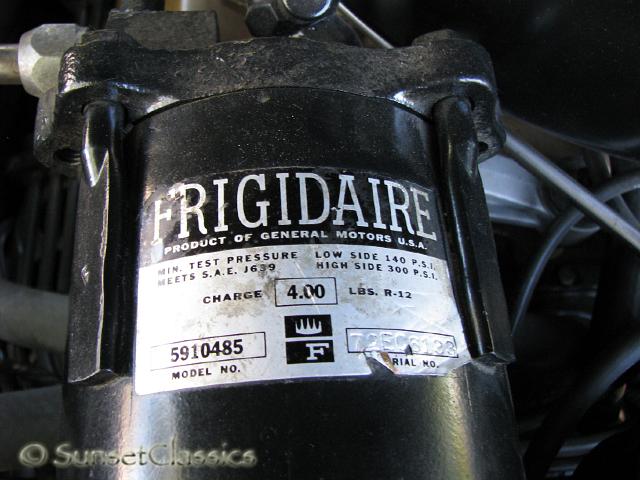 FRIGIDAIRE
PRODUCT OF GENERAL MOTORS U.S.A.
MIN. TEST PRESSURE LOW SIDE 140 P.S.I.
MEETS S.A.E. J639 HIGH SIDE 300 P.S.I.
CHARGE 4.00 LBS. R-12
5910485
MODEL NO.
F
RIAL NO.
© SunsetClassics